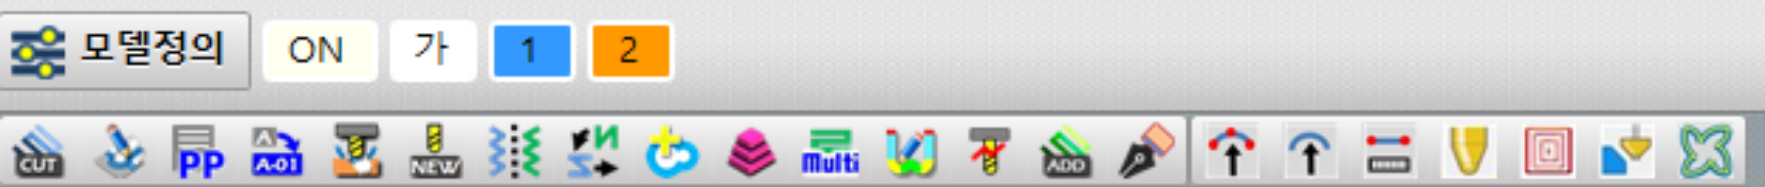 모델정의 ON 가 1 2
CUT PP A A-01 NEW N S Multi ADD